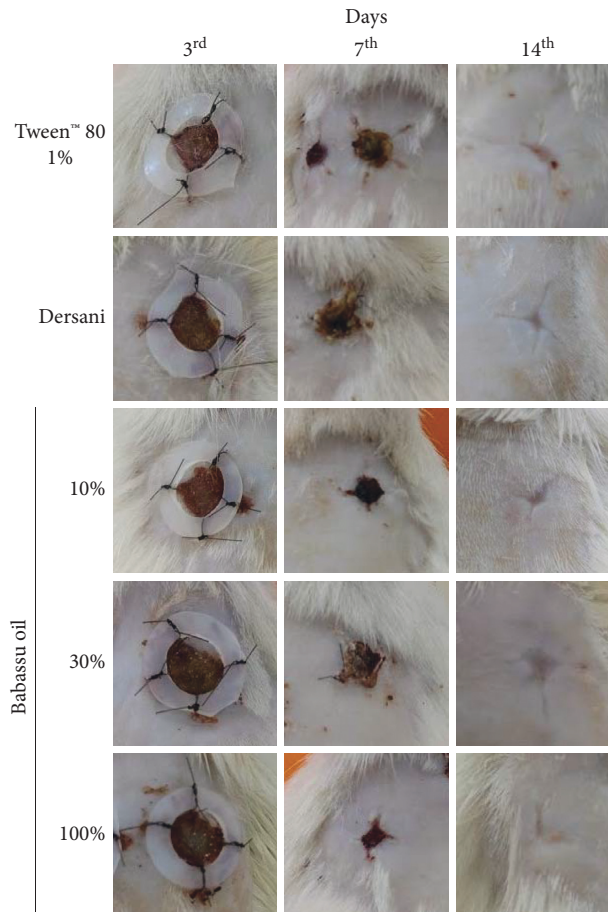 Days
3rd
7th
14th
Tween™ 80
1%
Dersani
10%
30%
100%
Babassu oil